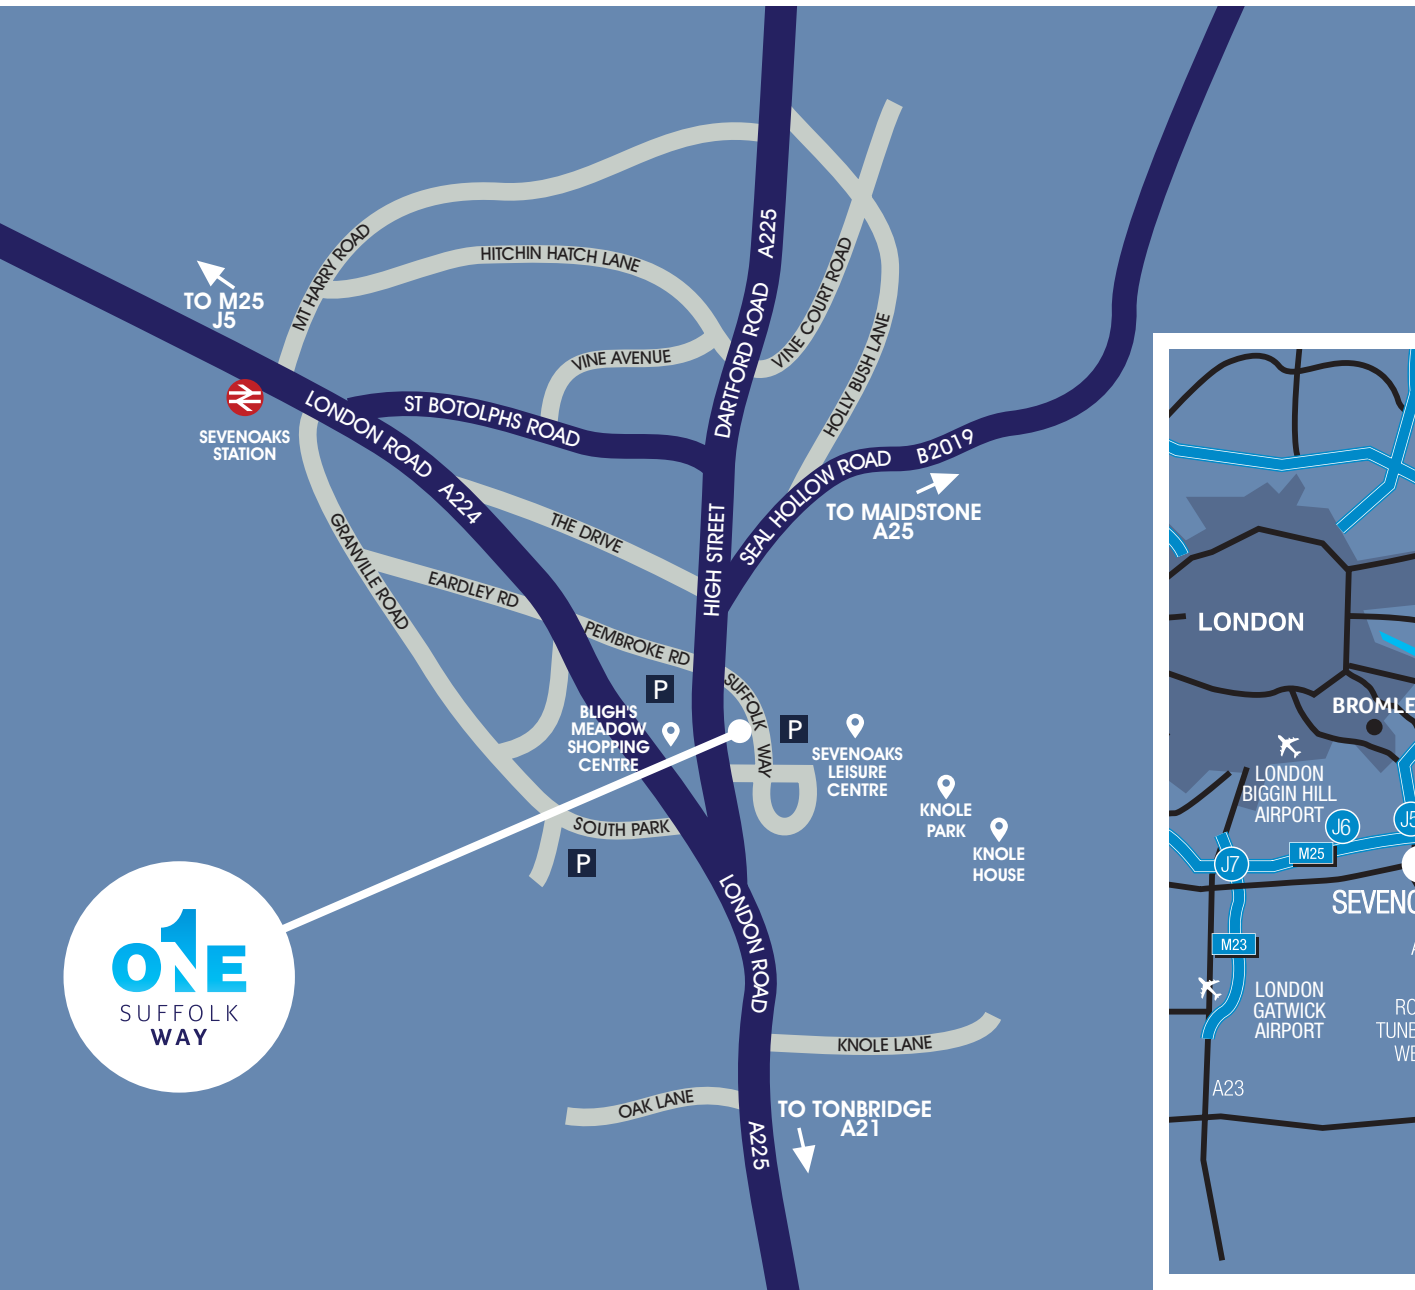 A225
MT HARRY ROAD
HITCHIN HATCH LANE
VINE COURT ROAD
TO M25
J5
DARTFORD ROAD
HOLLY BUSH LANE
VINE AVENUE
SEVENOAKS
STATION
LONDON ROAD
A224
ST BOTOLPHS ROAD
SEAL HOLLOW ROAD
B2019
TO MAIDSTONE
A25
THE DRIVE
HIGH STREET
GRANVILLE ROAD
EARDLEY RD
PEMBROKE RD
SUFFOLK WAY
P
BLIGH'S
MEADOW
SHOPPING
CENTRE
P
SEVENOAKS
LEISURE
CENTRE
KNOLE
PARK
KNOLE
HOUSE
SOUTH PARK
P
LONDON ROAD
ONE
SUFFOLK
WAY
KNOLE LANE
OAK LANE
TO TONBRIDGE
A21
A225
LONDON
BROMLE
LONDON
BIGGIN HILL
AIRPORT
J6
J5
M25
J7
SEVENO
M23
LONDON
GATWICK
AIRPORT
RO
TUNB
WE
A23